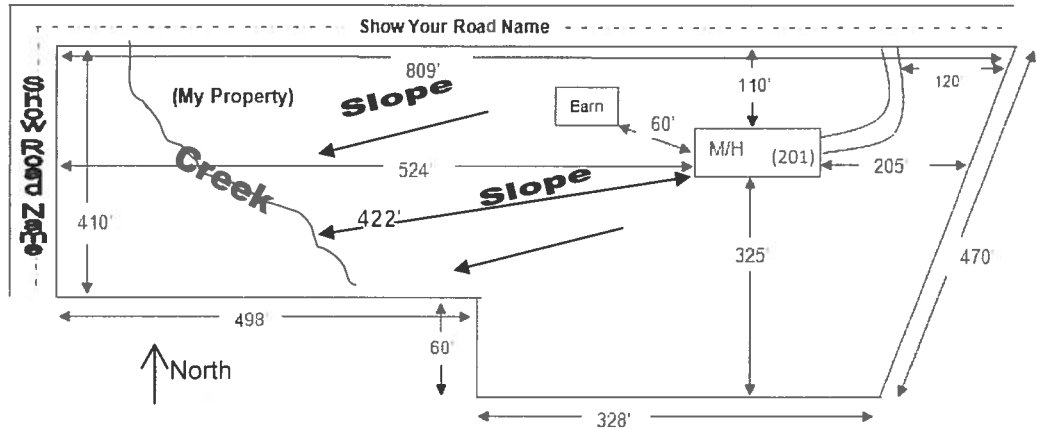 Show Your Road Name
809'
(My Property)
Slope
110'
120'
Earn
60'
M/H
(201)
Show Road Name
Creek
524'
205'
Slope
422'
410'
325'
470'
498'
60'
North
328'